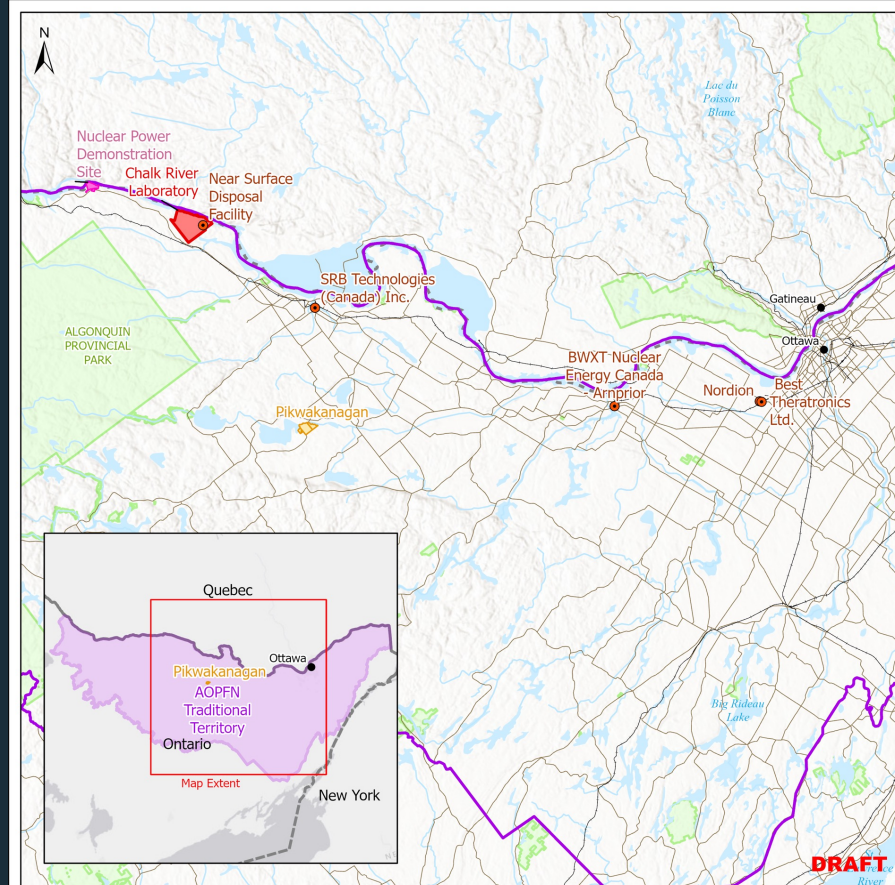 N
Lac du
Poisson
Blanc
Nuclear Power
Demonstration
Site
Chalk River
Laboratory
Near Surface
Disposal
Facility
SRB Technologies
(Canada) Inc.
Gatineau
Ottawa
ALGONQUIN
PROVINCIAL
PARK
BWXT Nuclear
Energy Canada
- Arnprior
Nordion
Best
Theratronics
Ltd.
Pikwakanagan
Quebec
Ottawa
Pikwakanagan
AOPFN
Traditional
Territory
Ontario
Map Extent
New York
Big Rideau
Lake
DRAFT
River